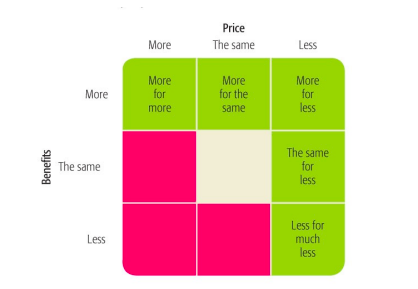 Price
More
The same
Less
More
More
for
more
More
for the
same
More
for
less
Benefits
The same
The same
for
less
Less
Less for
much
less